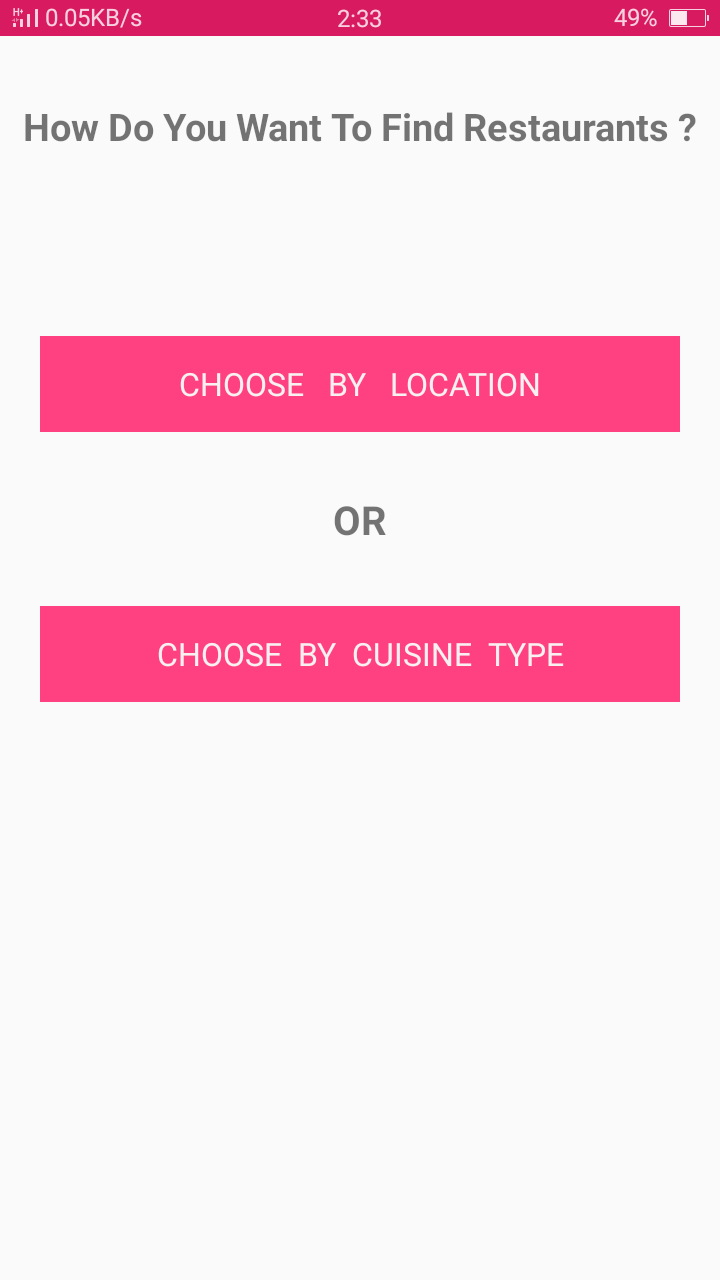 H+ 0.05KB/s 2:33 49%
How Do You Want To Find Restaurants ?
CHOOSE BY LOCATION
OR
CHOOSE BY CUISINE TYPE